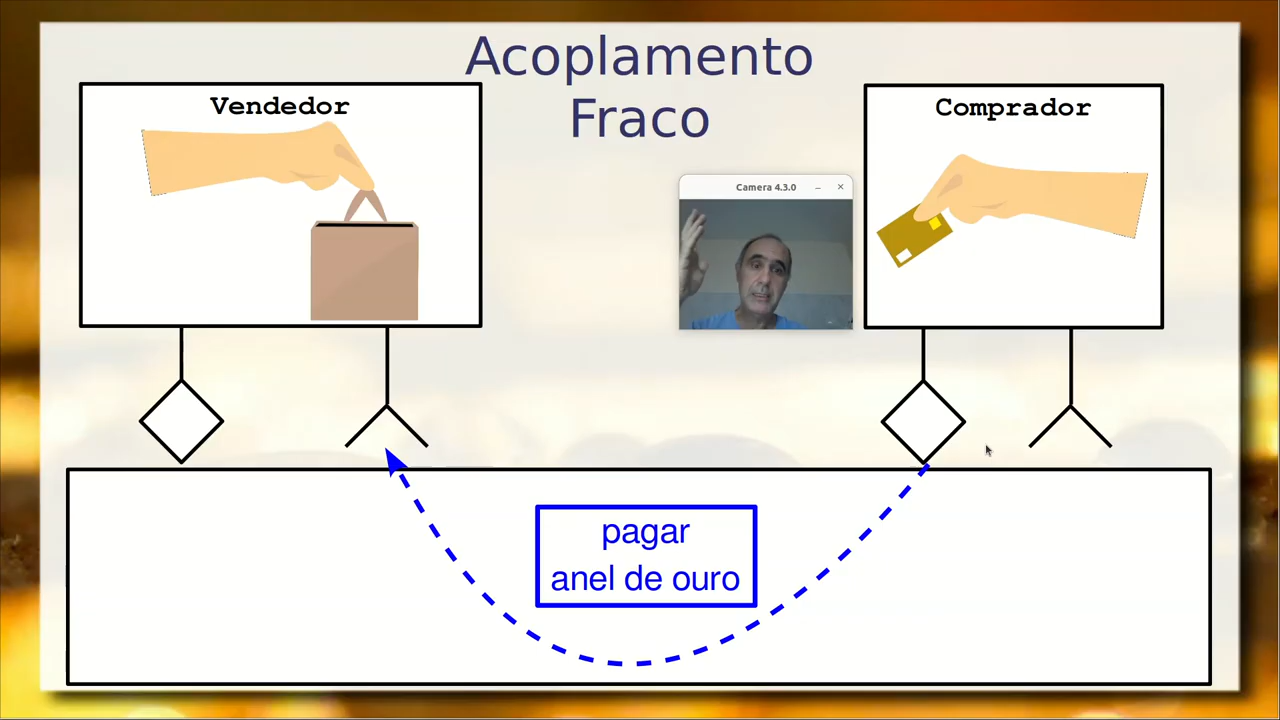 Acoplamento
Fraco
Vendedor
Comprador
Camera 4.3.0
pagar
anel de ouro